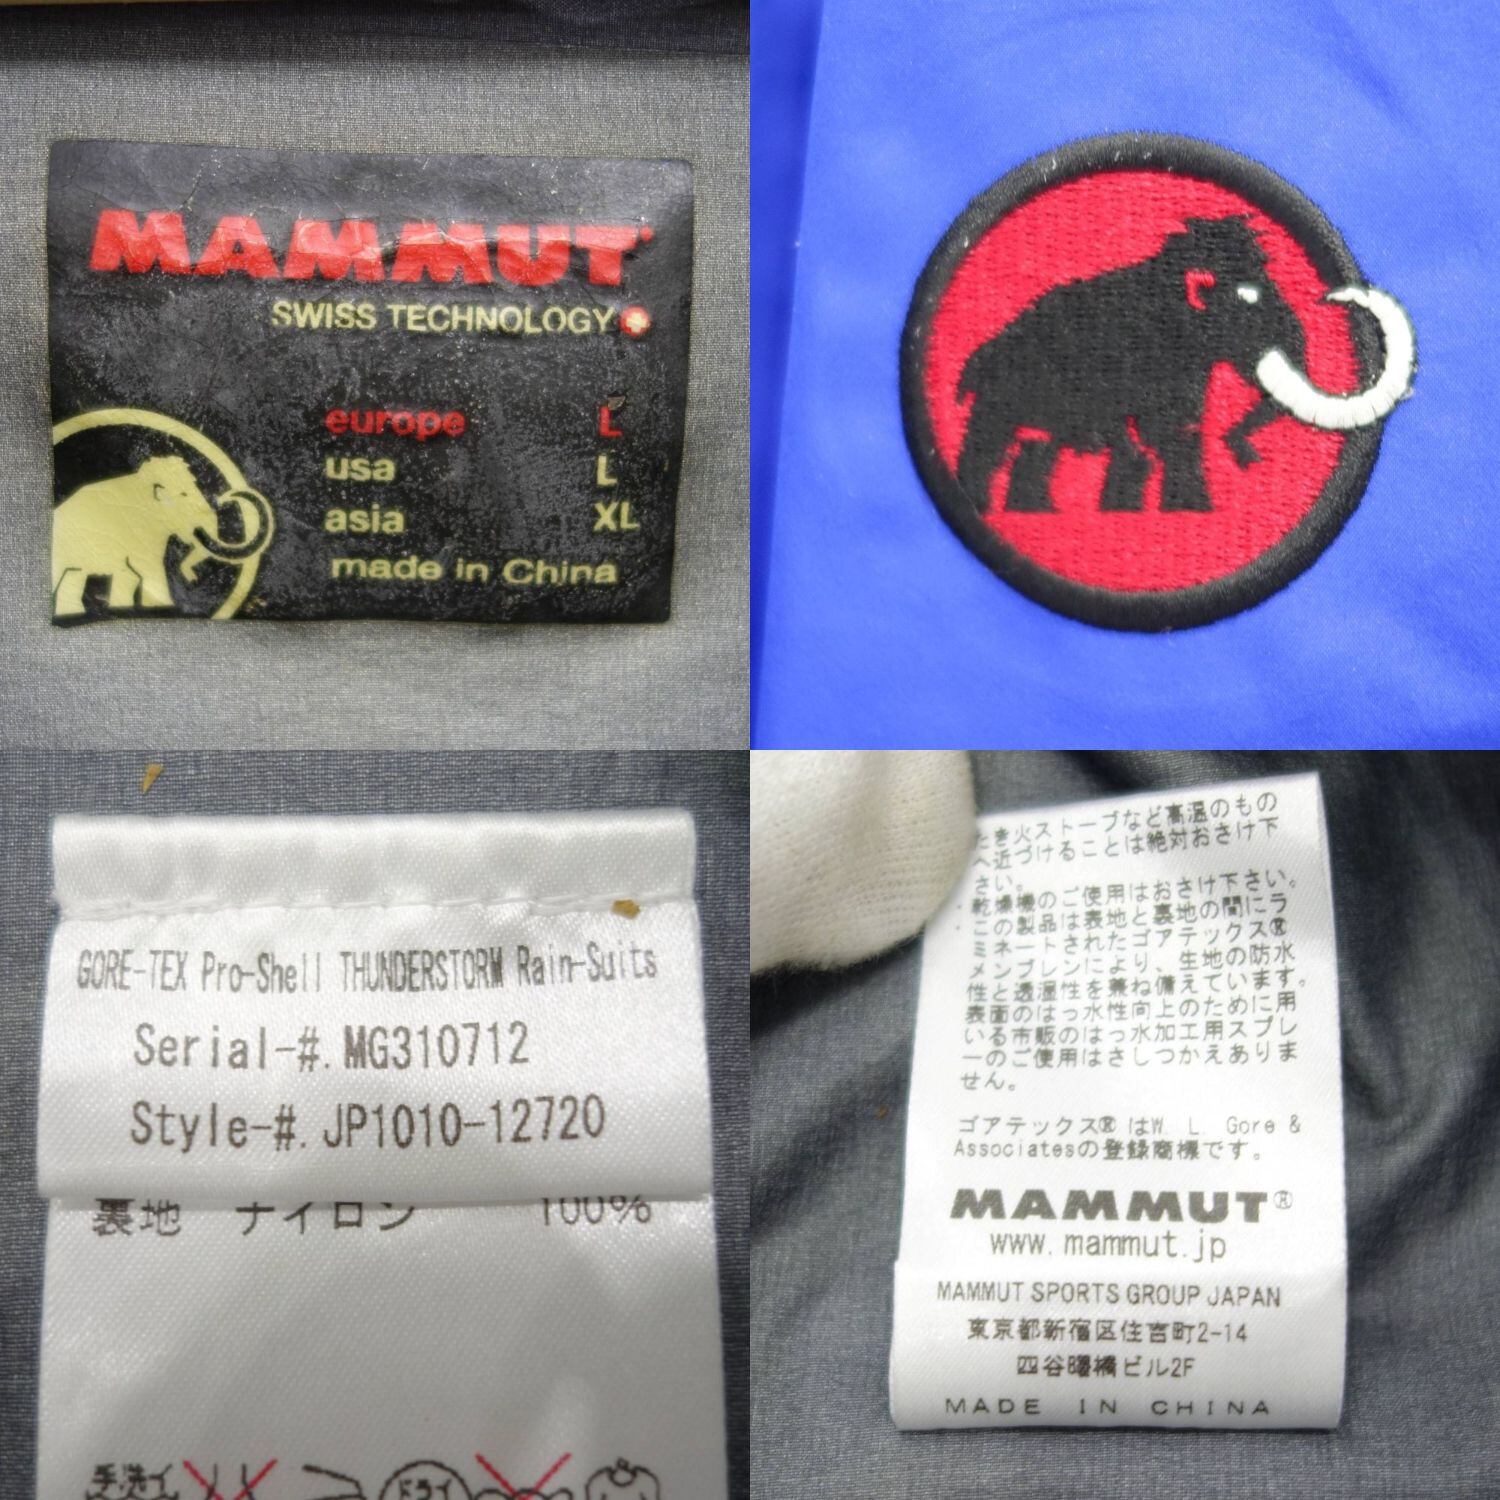 MAMMUT
SWISS TECHNOLOGY
europe L
usa L
asia XL
made in China
GORE-TEX Pro-Shell THUNDERSTORM Rain-Suits
Serial-#. MG310712
Style-#. JP1010-12720
裏地 ナイロン 100%
手洗イ
ドライ
たき火ストーブなど高温のもの
へ近づけることは絶対おさけ下
さい。
・乾燥機のご使用はおさけ下さい。
・この製品は表地と裏地の間にラ
ミネートされたゴアテックス®
メンブレンにより、生地の防水
性と透湿性を兼ね備えています。
表面のはっ水性向上のために用
いる市販のはっ水加工用スプレ
ーのご使用はさしつかえありま
せん。
ゴアテックス® はW. L. Gore &
Associatesの登録商標です。
MAMMUT®
www.mammut.jp
MAMMUT SPORTS GROUP JAPAN
東京都新宿区住吉町2-14
四谷曙橋ビル2F
MADE IN CHINA